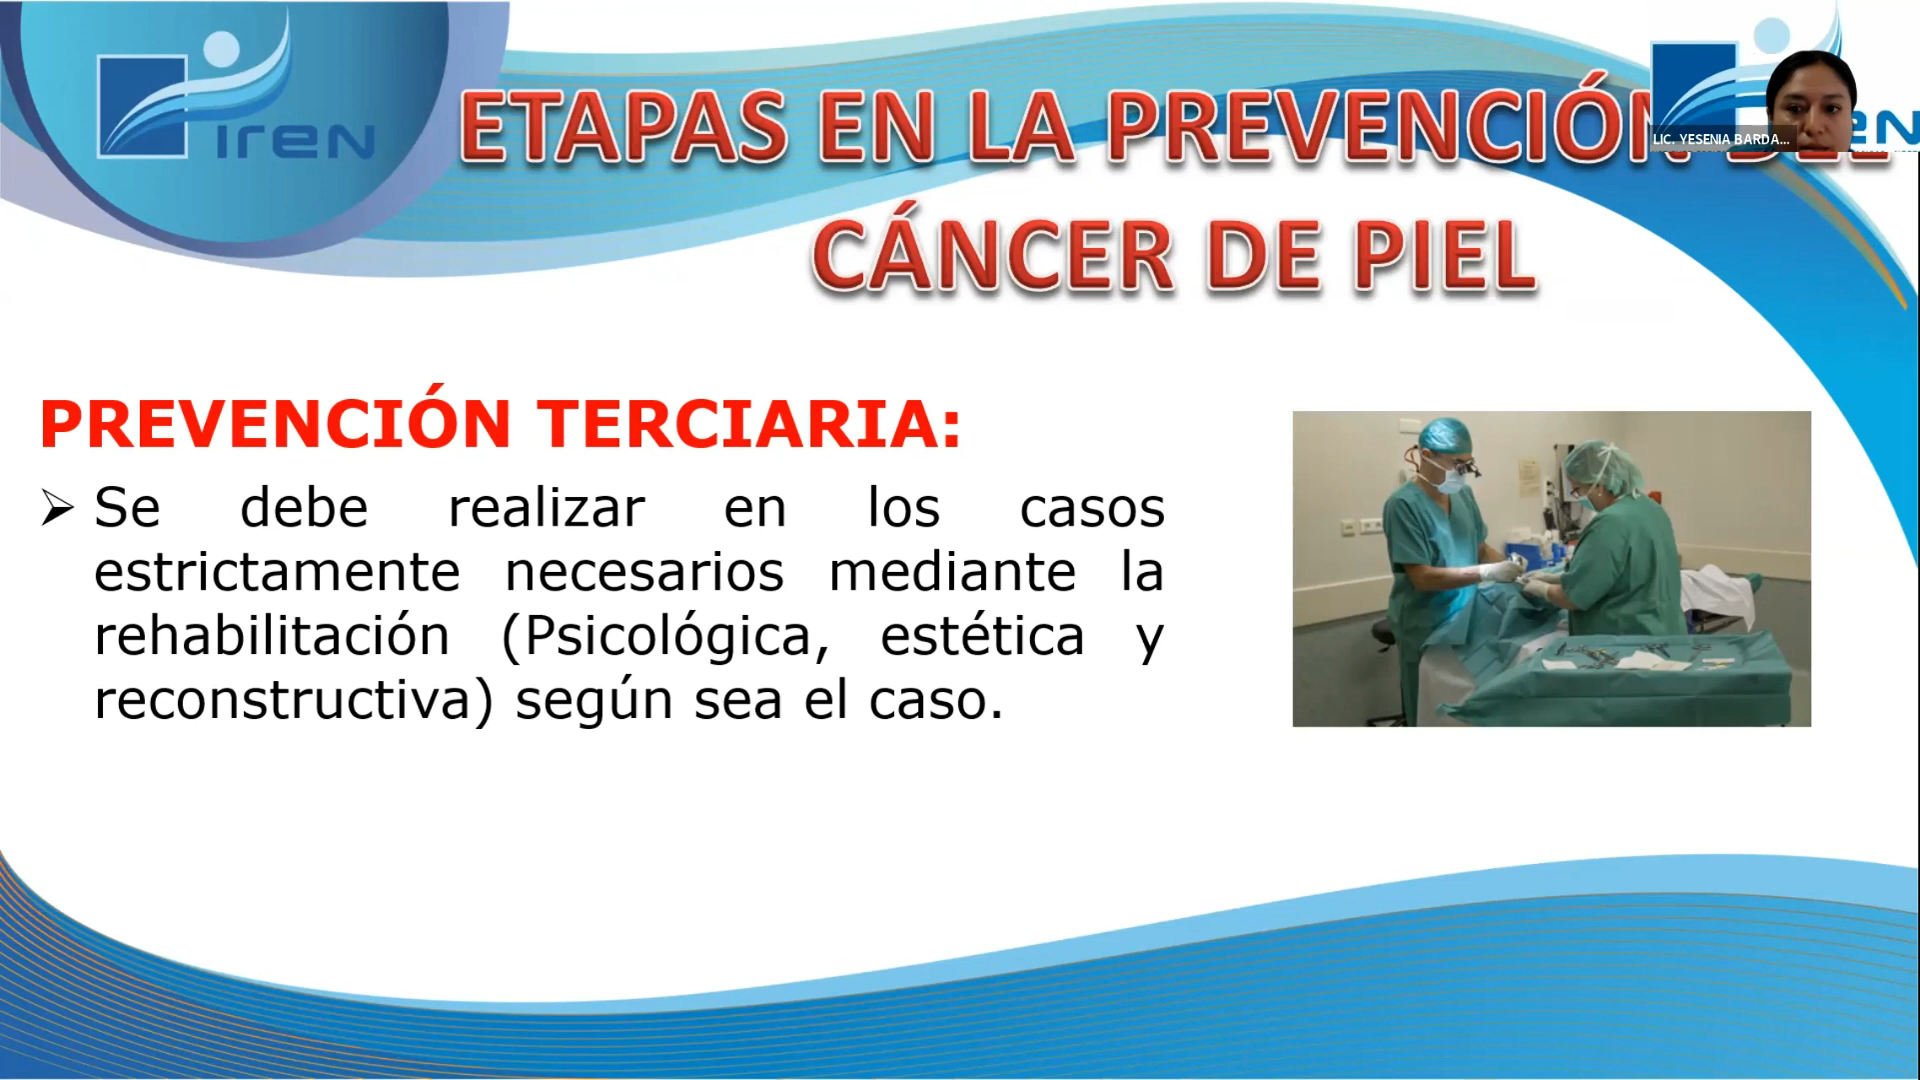 IreN
ETAPAS EN LA PREVENCIÓN
LIC. YESENIA BARDA...
CÁNCER DE PIEL
PREVENCIÓN TERCIARIA:
Se debe realizar en los casos
estrictamente necesarios mediante la
rehabilitación (Psicológica, estética y
reconstructiva) según sea el caso.